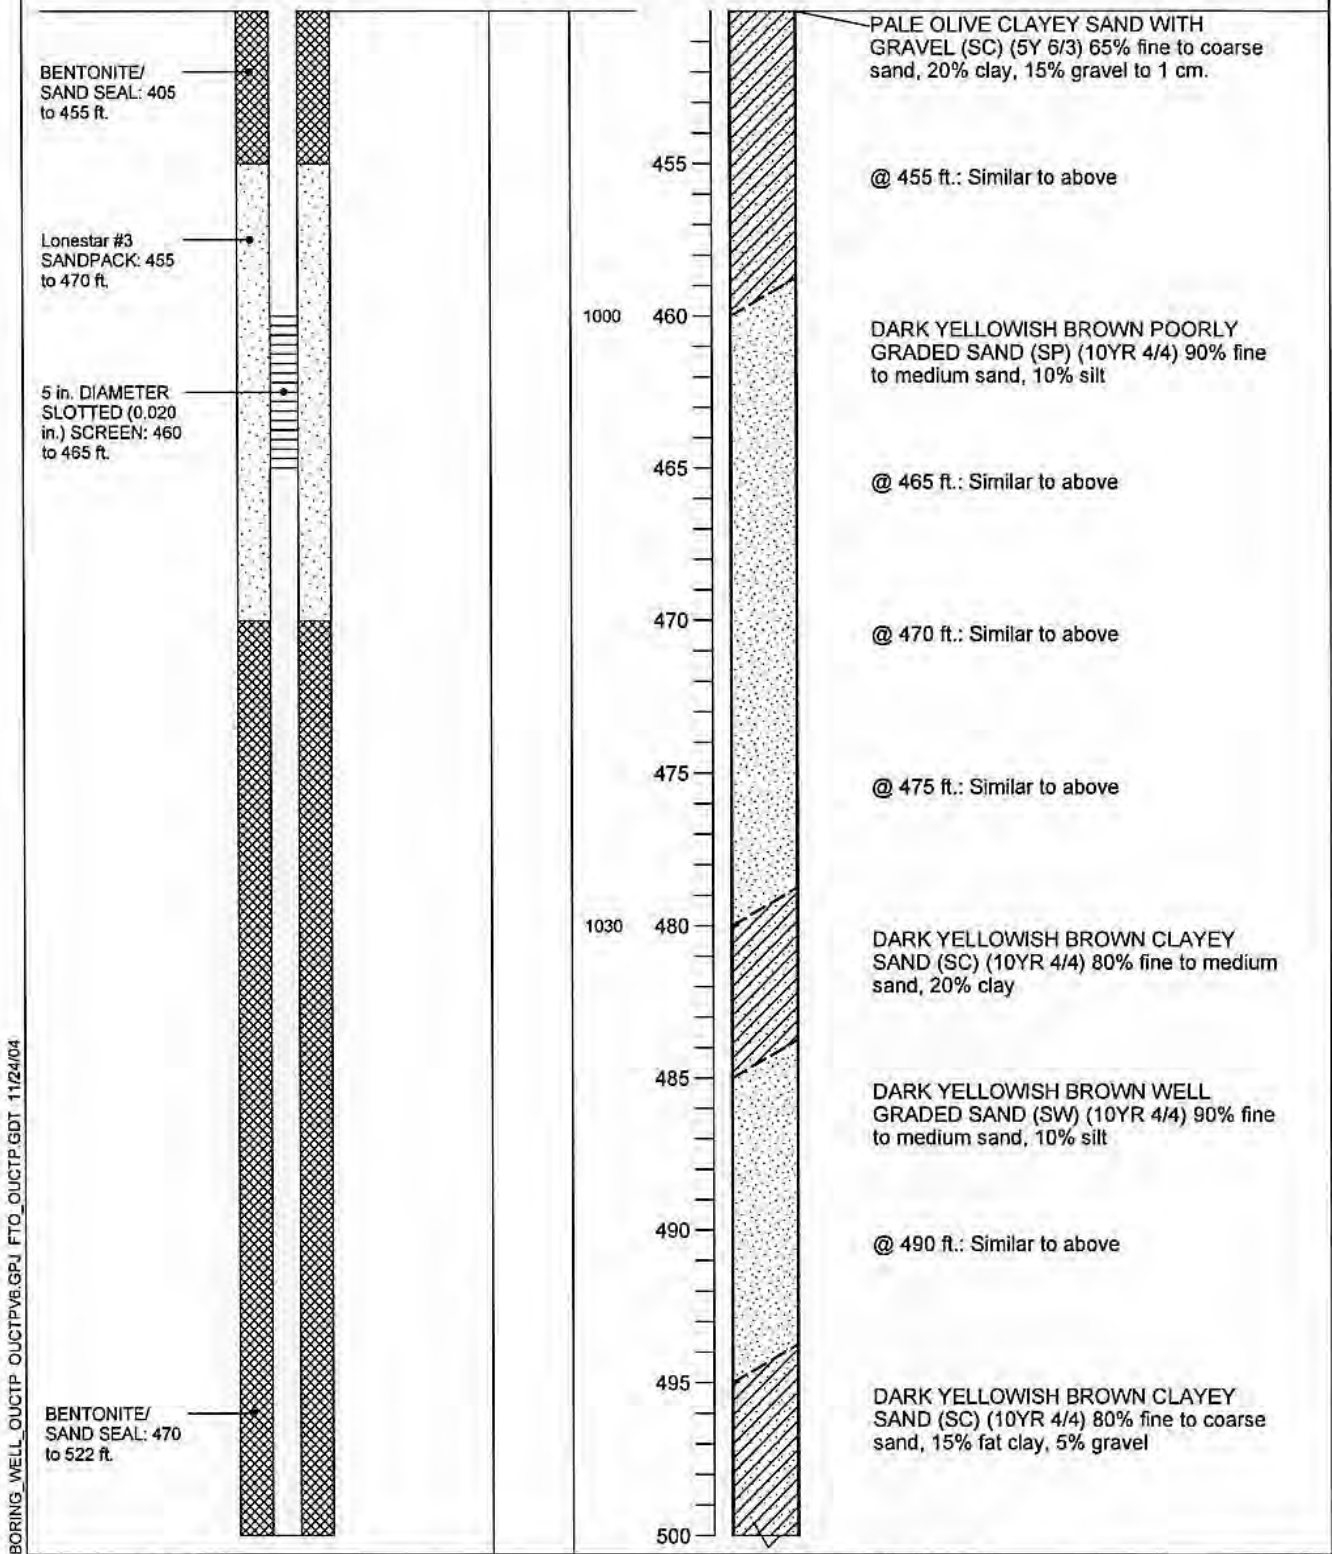 BENTONITE/
SAND SEAL: 405
to 455 ft.
Lonestar #3
SANDPACK: 455
to 470 ft.
5 in. DIAMETER
SLOTTED (0.020
in.) SCREEN: 460
to 465 ft.
BENTONITE/
SAND SEAL: 470
to 522 ft.
1000
1030
455
460
465
470
475
480
485
490
495
500
PALE OLIVE CLAYEY SAND WITH
GRAVEL (SC) (5Y 6/3) 65% fine to coarse
sand, 20% clay, 15% gravel to 1 cm.
@ 455 ft.: Similar to above
DARK YELLOWISH BROWN POORLY
GRADED SAND (SP) (10YR 4/4) 90% fine
to medium sand, 10% silt
@ 465 ft.: Similar to above
@ 470 ft.: Similar to above
@ 475 ft.: Similar to above
DARK YELLOWISH BROWN CLAYEY
SAND (SC) (10YR 4/4) 80% fine to medium
sand, 20% clay
DARK YELLOWISH BROWN WELL
GRADED SAND (SW) (10YR 4/4) 90% fine
to medium sand, 10% silt
@ 490 ft.: Similar to above
DARK YELLOWISH BROWN CLAYEY
SAND (SC) (10YR 4/4) 80% fine to coarse
sand, 15% fat clay, 5% gravel
BORING_WELL_OUCTP OUCTPV6.GPJ FTO_OUCTP.GDT 11/24/04